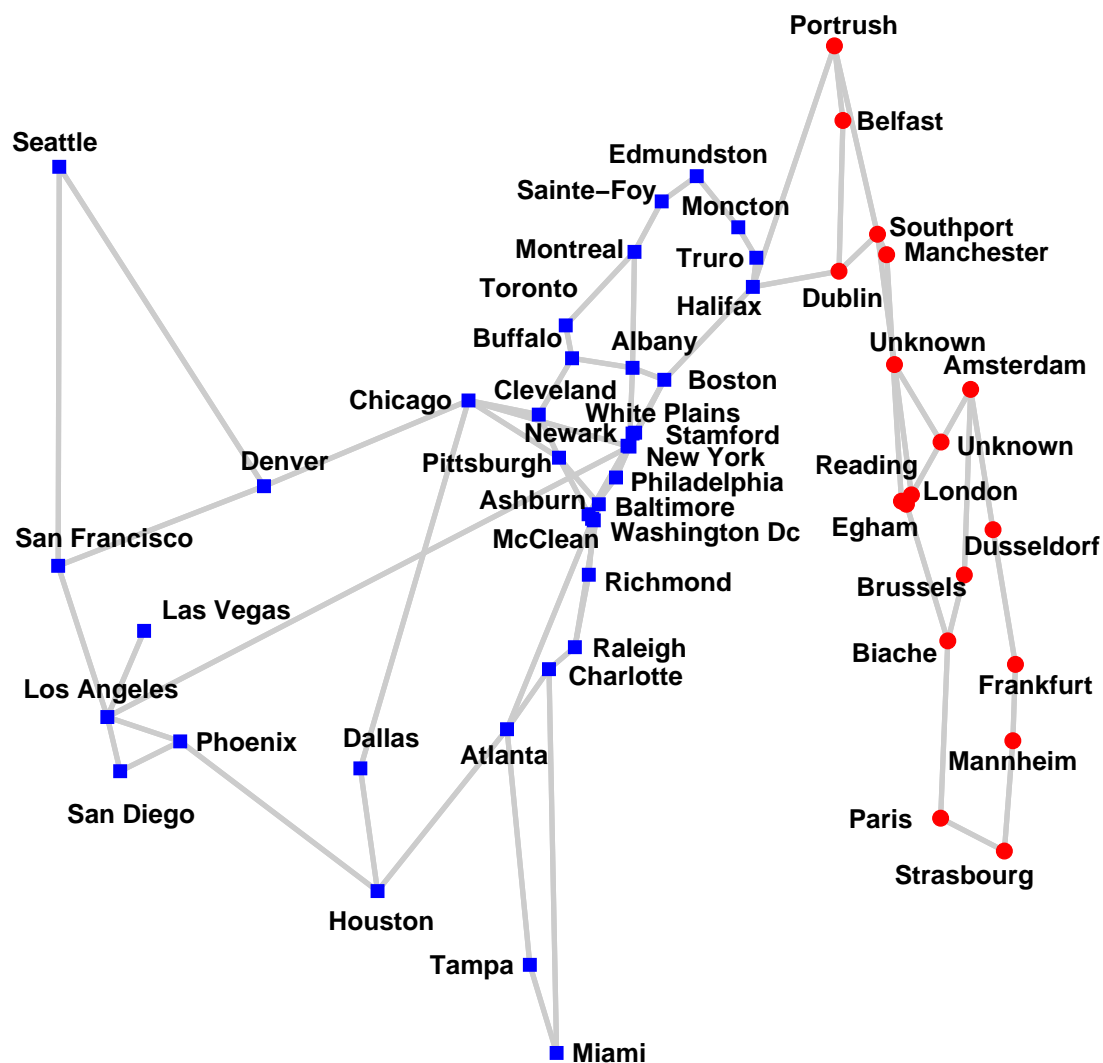 Portrush
Belfast
Seattle
Edmundston
Sainte−Foy
Moncton
Southport
Montreal
Truro
Manchester
Toronto
Halifax
Dublin
Buffalo
Albany
Unknown
Amsterdam
Chicago
Cleveland
Boston
White Plains
Newark
Stamford
Unknown
Denver
Pittsburgh
New York
Reading
Philadelphia
London
Ashburn
Baltimore
Egham
San Francisco
McClean
Washington Dc
Dusseldorf
Richmond
Brussels
Las Vegas
Raleigh
Biache
Charlotte
Frankfurt
Los Angeles
Phoenix
Dallas
Atlanta
Mannheim
San Diego
Paris
Strasbourg
Houston
Tampa
Miami